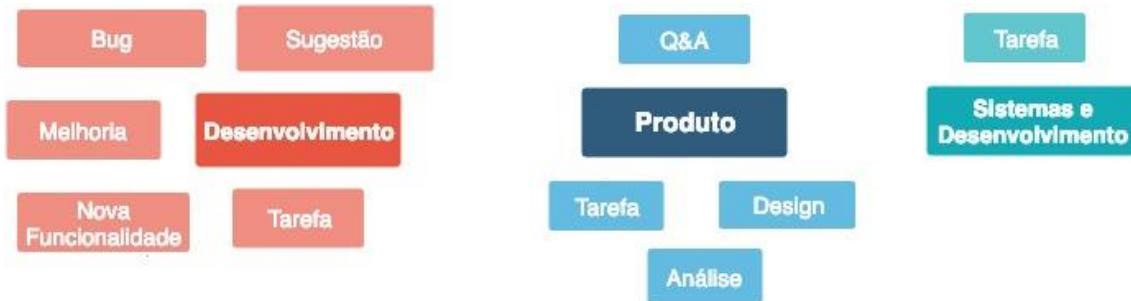 Bug
Sugestão
Melhoria
Desenvolvimento
Nova
Funcionalidade
Tarefa
Q&A
Produto
Tarefa
Design
Análise
Tarefa
Sistemas e
Desenvolvimento